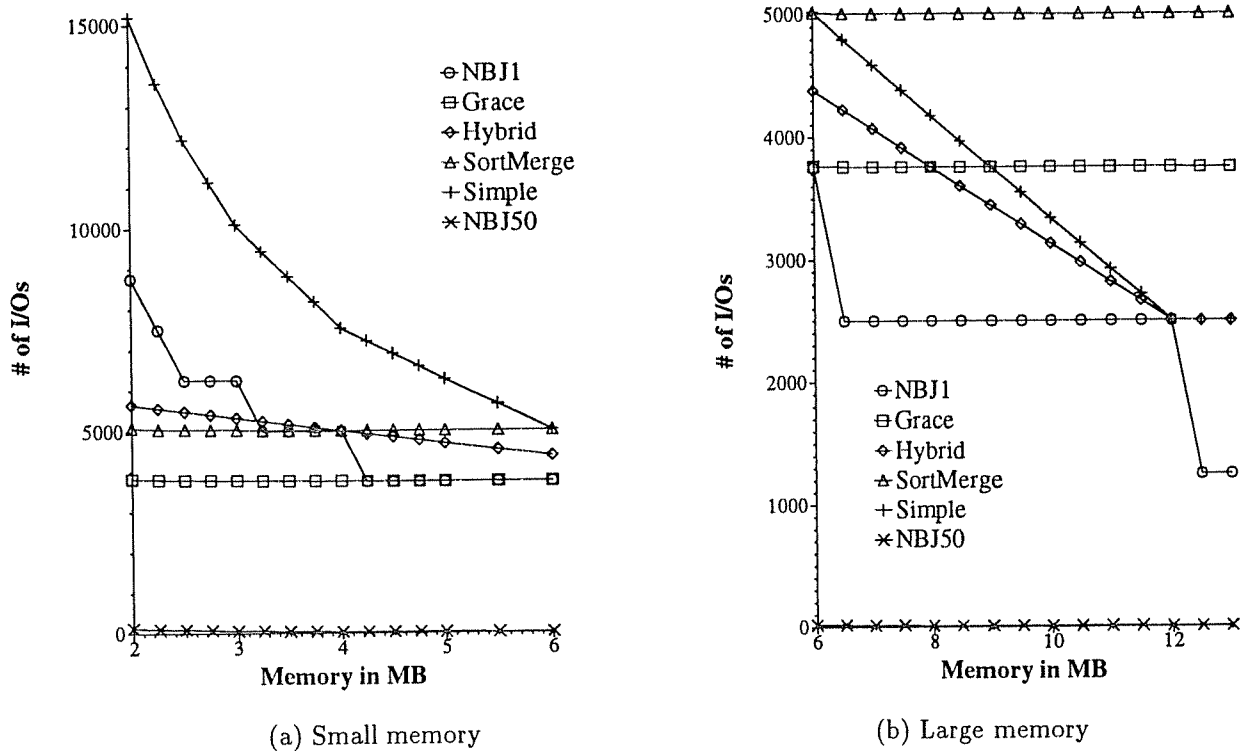 15000
10000
5000
0
# of I/Os
NBJ1
Grace
Hybrid
SortMerge
Simple
NBJ50
2 3 4 5 6
Memory in MB
(a) Small memory
5000
4000
3000
2000
1000
0
# of I/Os
NBJ1
Grace
Hybrid
SortMerge
Simple
NBJ50
6 8 10 12
Memory in MB
(b) Large memory